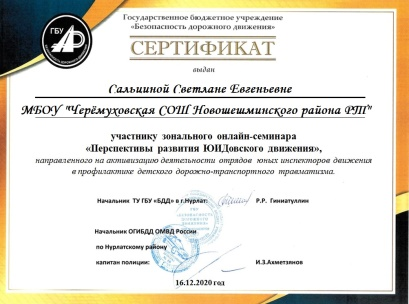 Государственное бюджетное учреждение
«Безопасность дорожного движения»
ГБУ
СЕРТИФИКАТ
выдан
Сальциной Светлане Евгеньевне
МБОУ "Черёмуховская СОШ Новошешминского района РТ"
участнику зонального онлайн-семинара
«Перспективы развития ЮИДовского движения»,
направленного на активизацию деятельности отрядов юных инспекторов движения
в профилактике детского дорожно-транспортного травматизма.
Начальник ТУ ГБУ «БДД» в г.Нурлат: Р.Р. Гиниатуллин
Начальник ОГИБДД ОМВД России
по Нурлатскому району
капитан полиции: И.З.Ахметзянов
16.12.2020 год